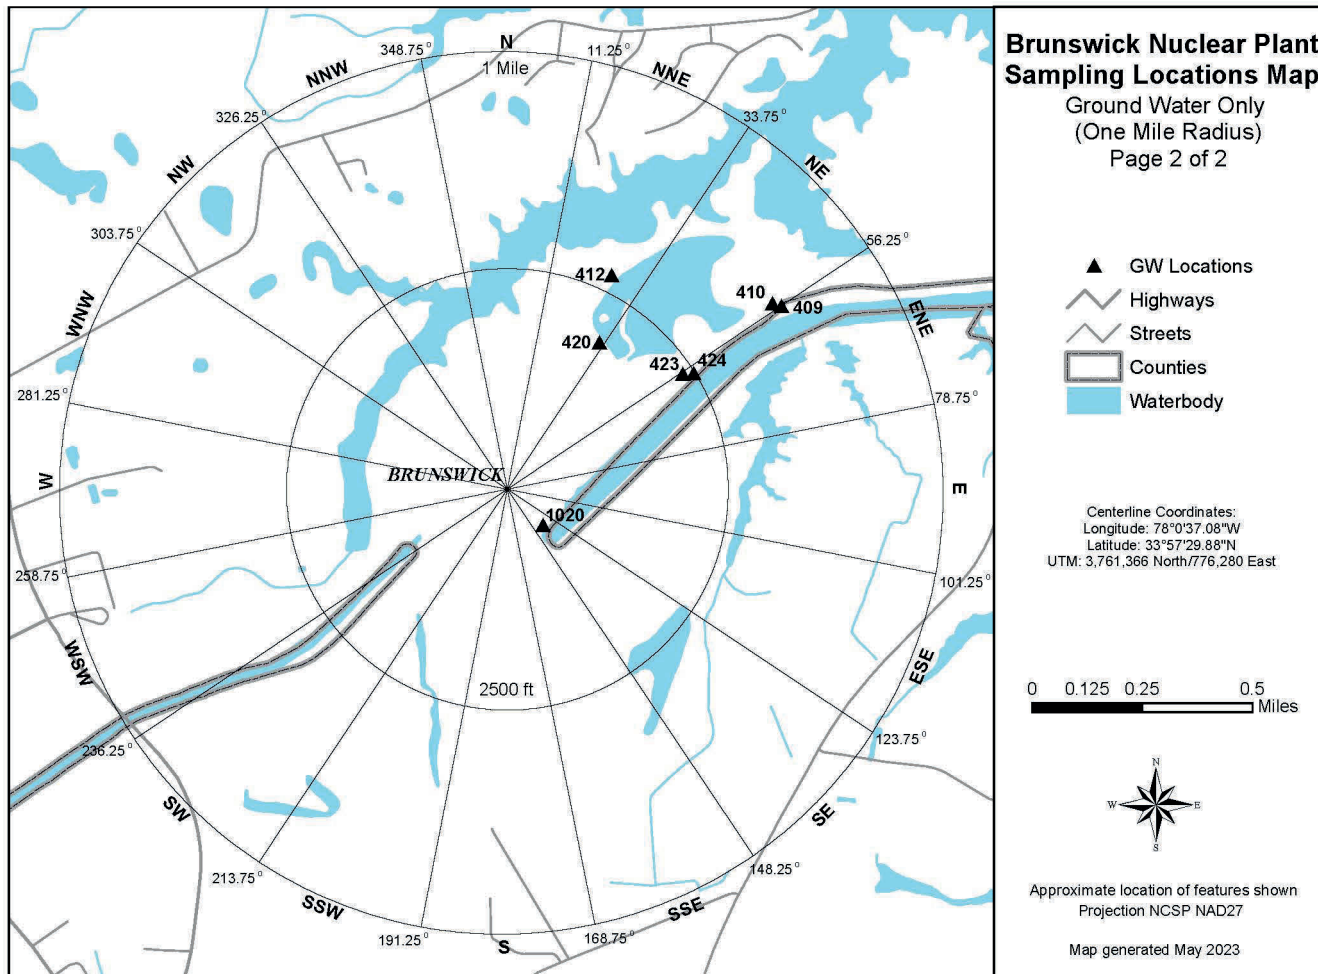 Brunswick Nuclear Plant
Sampling Locations Map
Ground Water Only
(One Mile Radius)
Page 2 of 2
GW Locations
Highways
Streets
Counties
Waterbody
Centerline Coordinates:
Longitude: 78°0'37.08"W
Latitude: 33°57'29.88"N
UTM: 3,761,366 North/776,280 East
0 0.125 0.25 0.5
Miles
N
W E
S
Approximate location of features shown
Projection NCSP NAD27
Map generated May 2023
N
348.75°
11.25°
1 Mile
NNW
NNE
326.25°
33.75°
NW
NE
303.75°
56.25°
412
410
409
WNW
ENE
420
423 424
281.25°
78.75°
BRUNSWICK
W
E
1020
258.75°
101.25°
WSW
ESE
2500 ft
236.25°
123.75°
SW
SE
213.75°
148.25°
SSW
SSE
191.25°
168.75°
S